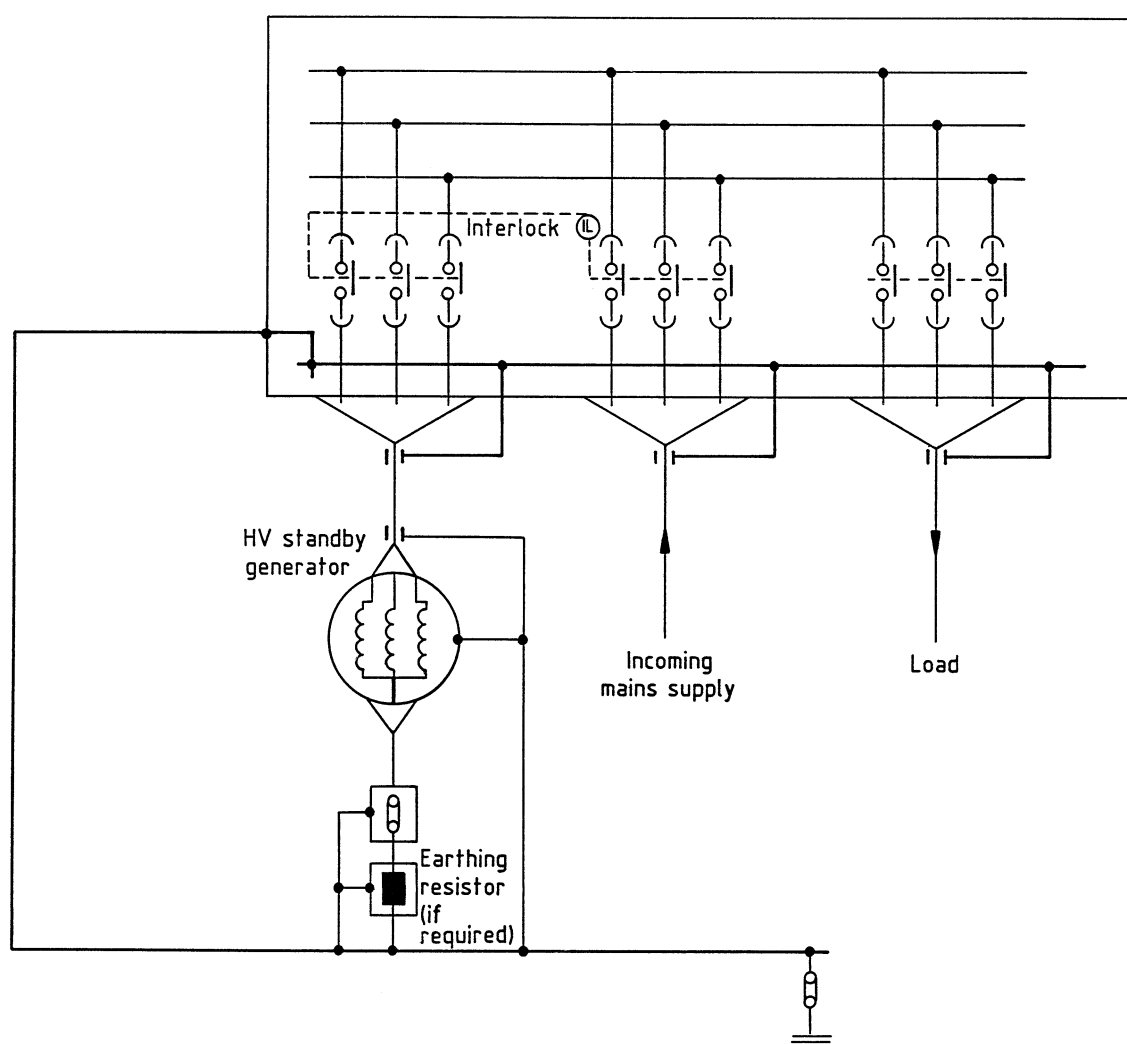 Interlock IL
HV standby
generator
Incoming
mains supply
Load
Earthing
resistor
(if
required)